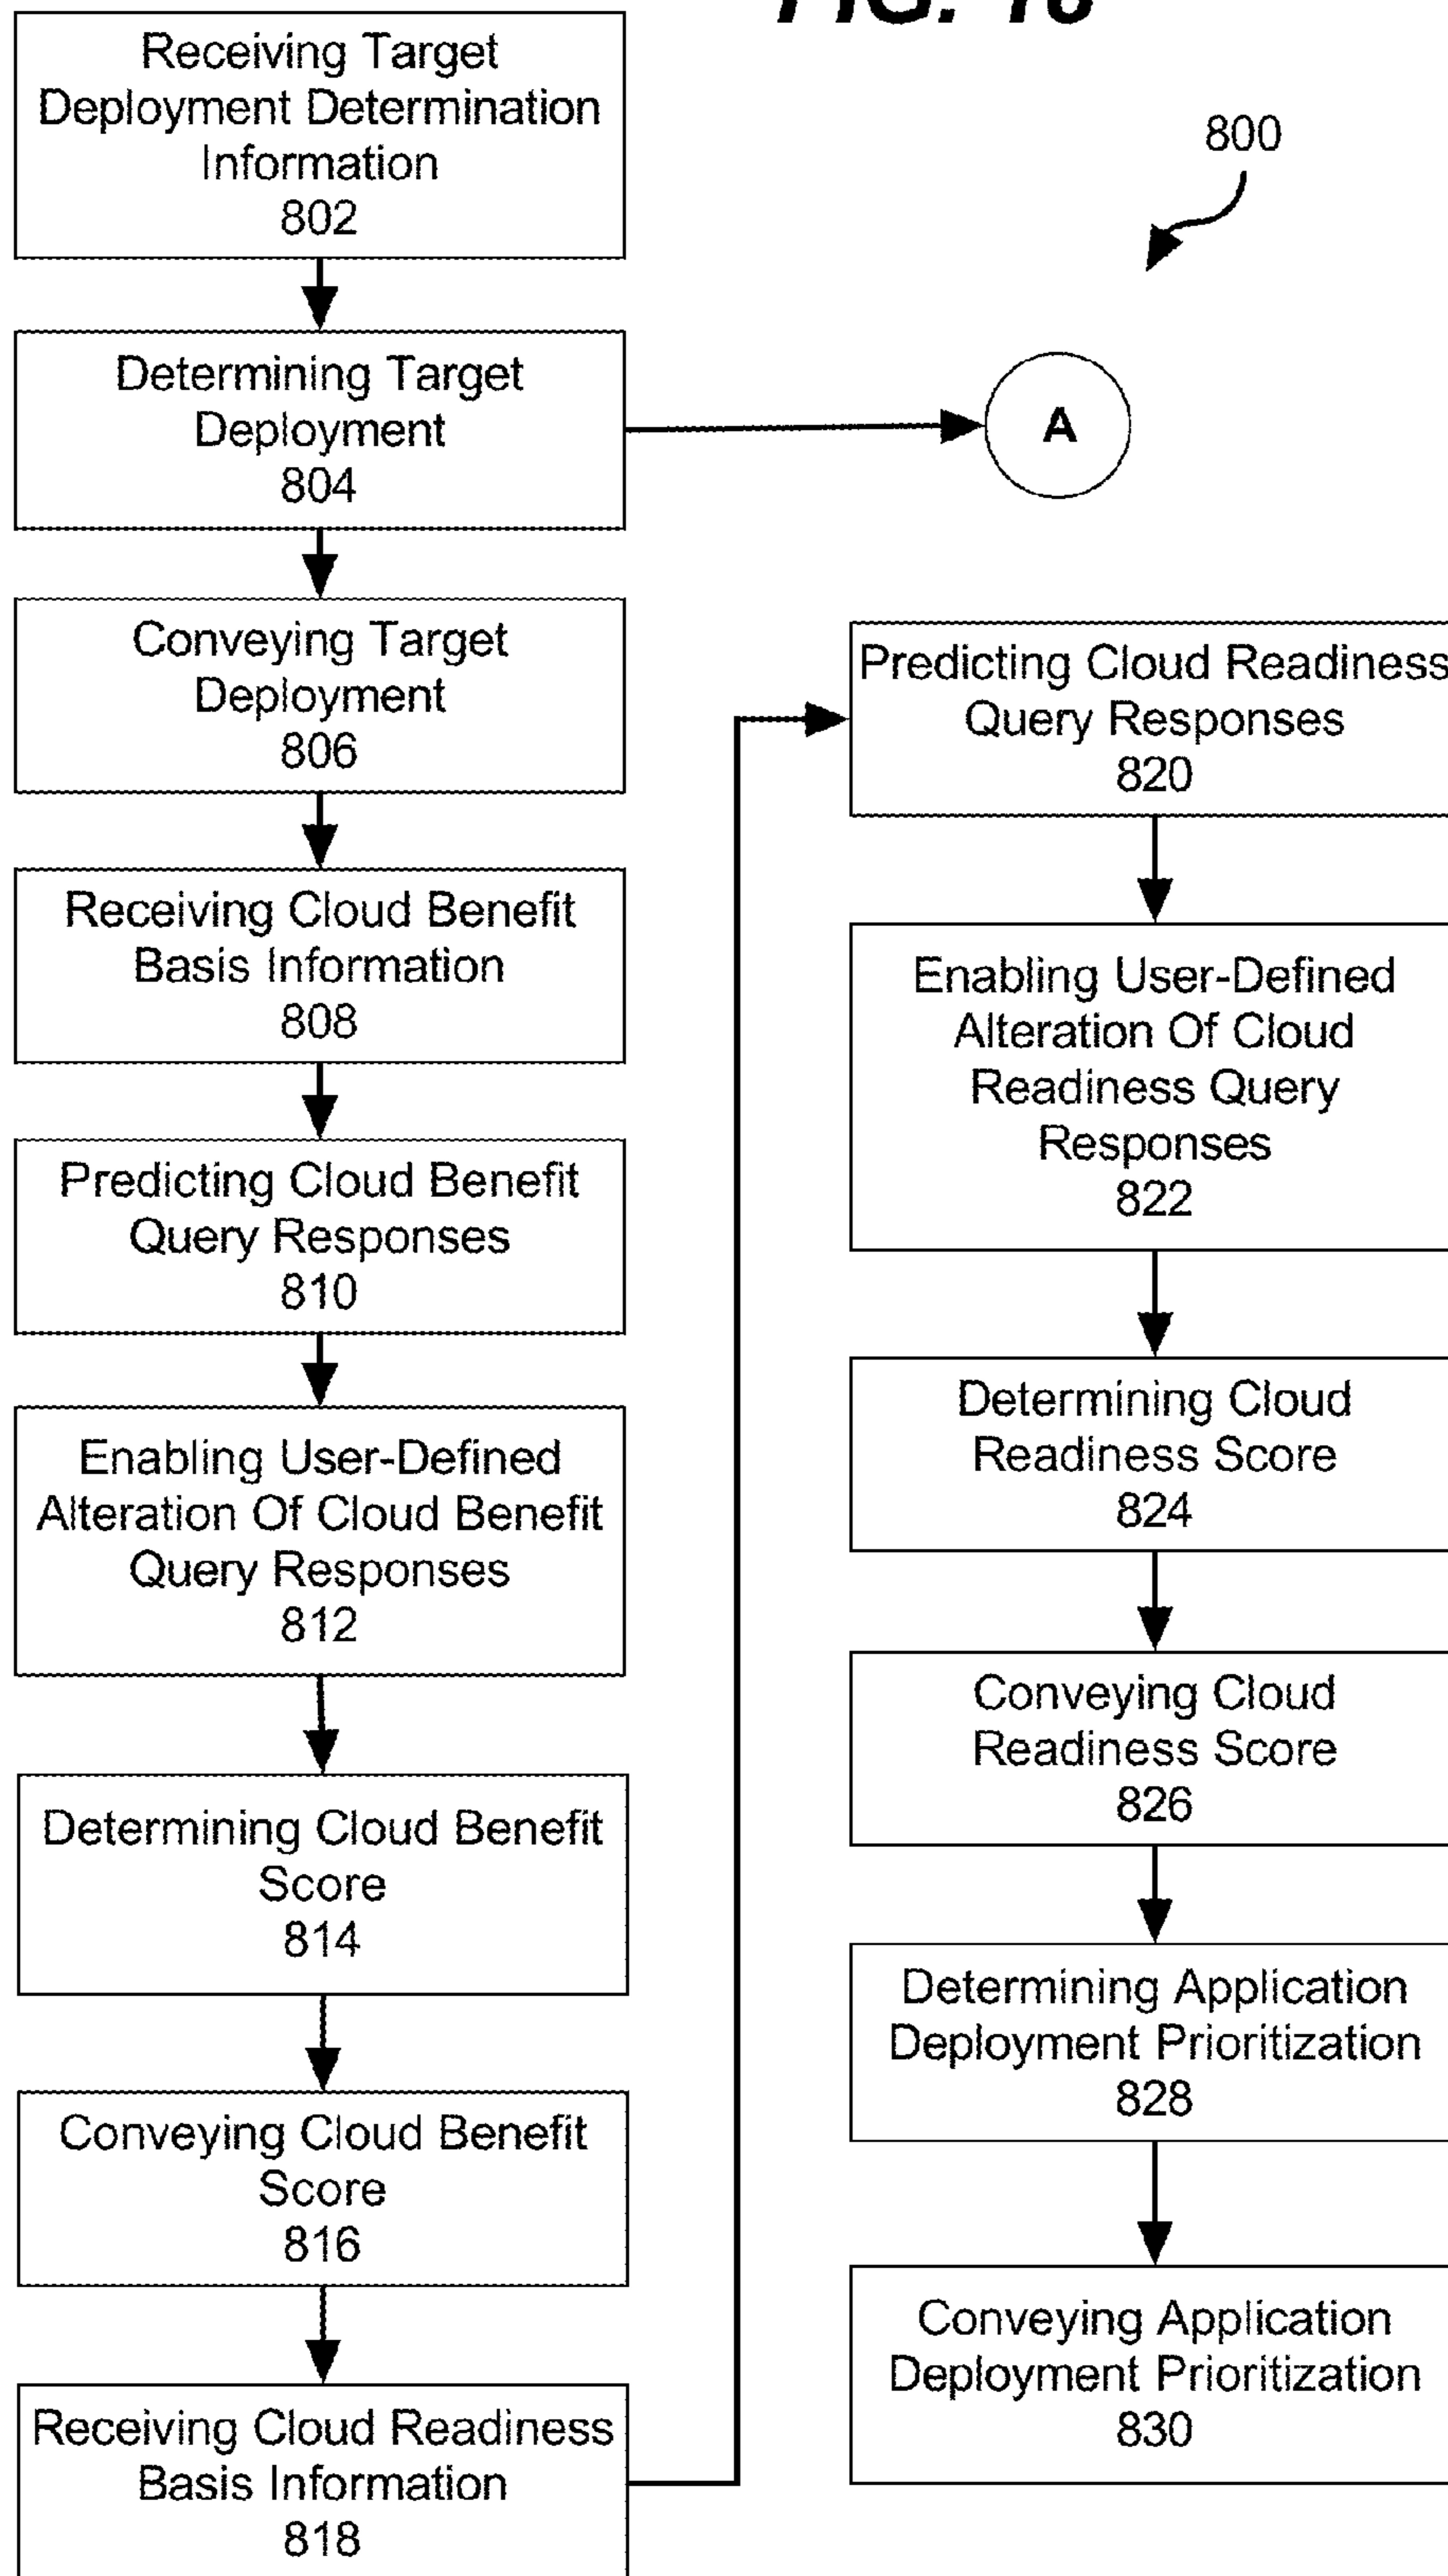 FIG.
Receiving Target
Deployment Determination
Information
802
800
Determining Target
Deployment
804
A
Conveying Target
Deployment
806
Receiving Cloud Benefit
Basis Information
808
Predicting Cloud Benefit
Query Responses
810
Enabling User-Defined
Alteration Of Cloud Benefit
Query Responses
812
Determining Cloud Benefit
Score
814
Conveying Cloud Benefit
Score
816
Receiving Cloud Readiness
Basis Information
818
Predicting Cloud Readiness
Query Responses
820
Enabling User-Defined
Alteration Of Cloud
Readiness Query
Responses
822
Determining Cloud
Readiness Score
824
Conveying Cloud
Readiness Score
826
Determining Application
Deployment Prioritization
828
Conveying Application
Deployment Prioritization
830